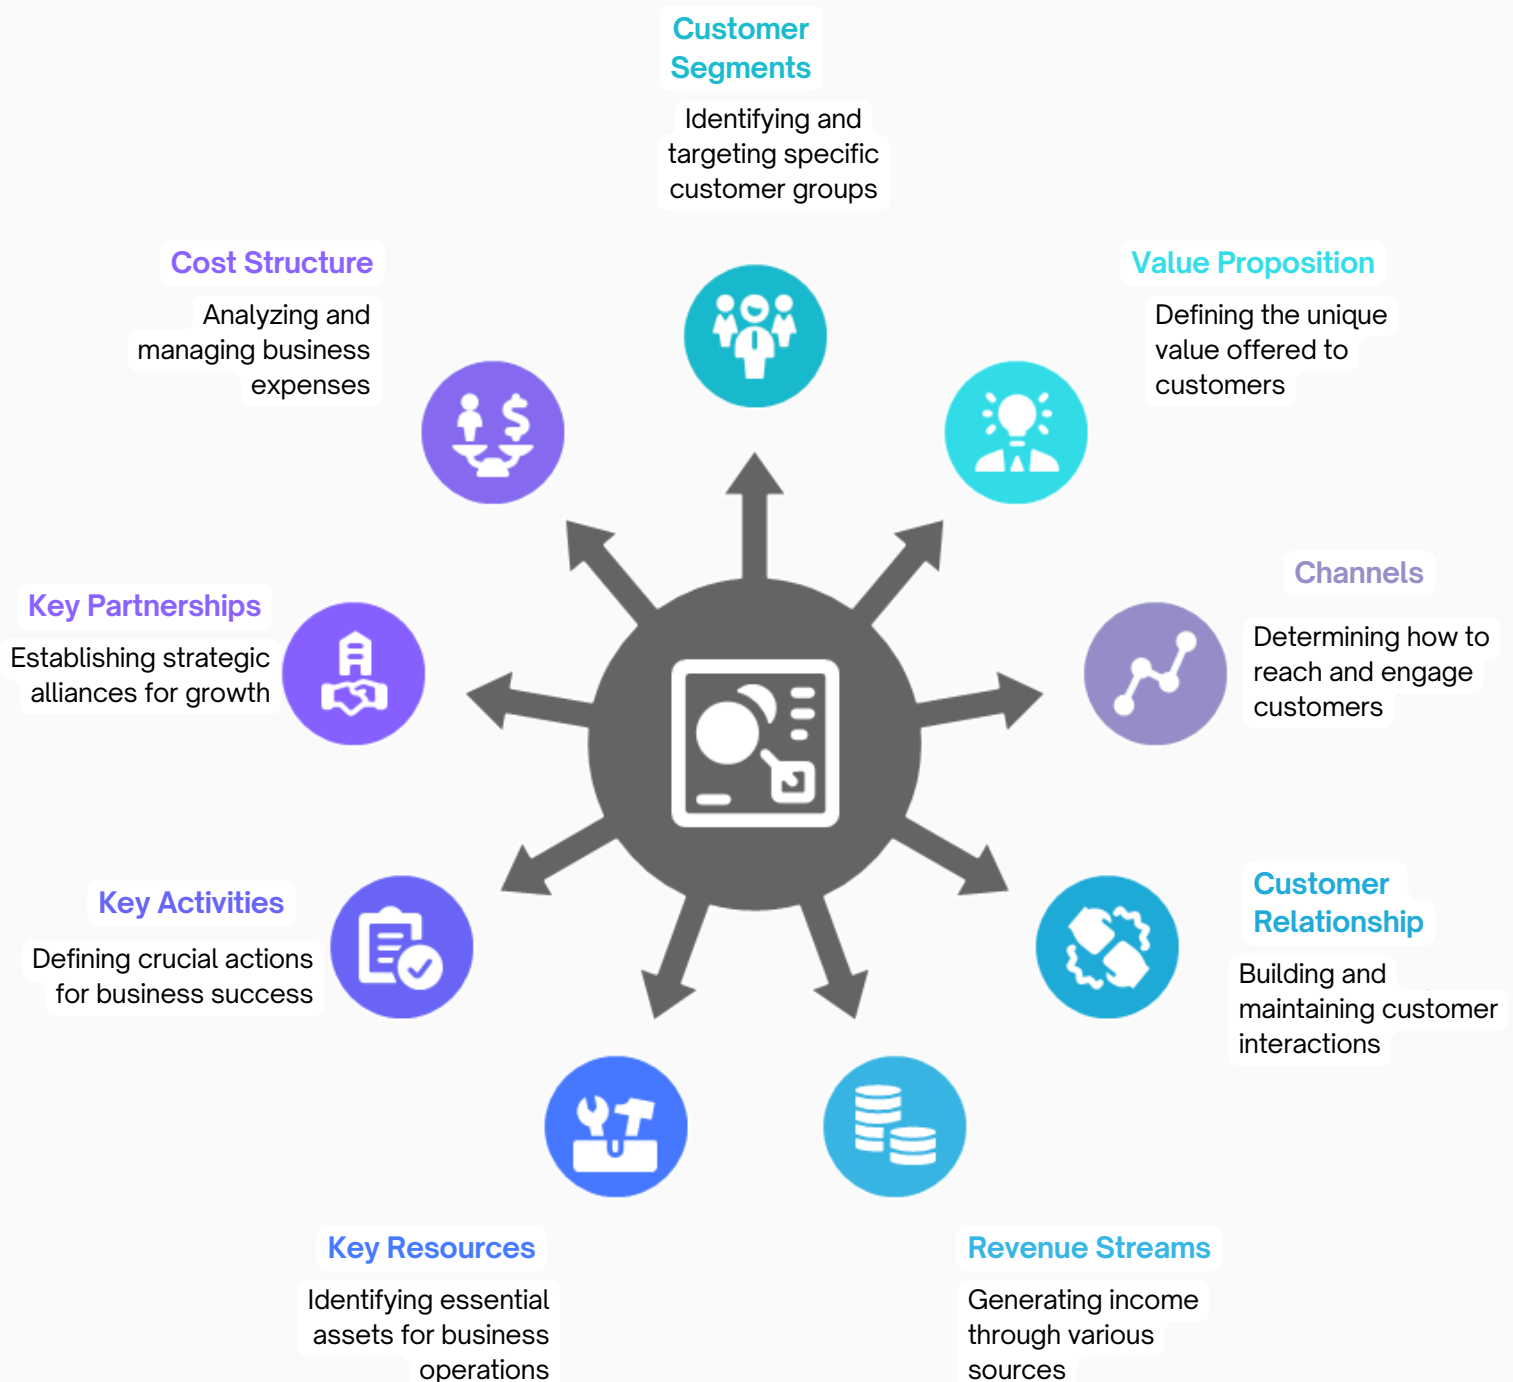 Customer
Segments
Identifying and
targeting specific
customer groups
Value Proposition
Defining the unique
value offered to
customers
Channels
Determining how to
reach and engage
customers
Customer
Relationship
Building and
maintaining customer
interactions
Revenue Streams
Generating income
through various
sources
Key Resources
Identifying essential
assets for business
operations
Key Activities
Defining crucial actions
for business success
Key Partnerships
Establishing strategic
alliances for growth
Cost Structure
Analyzing and
managing business
expenses